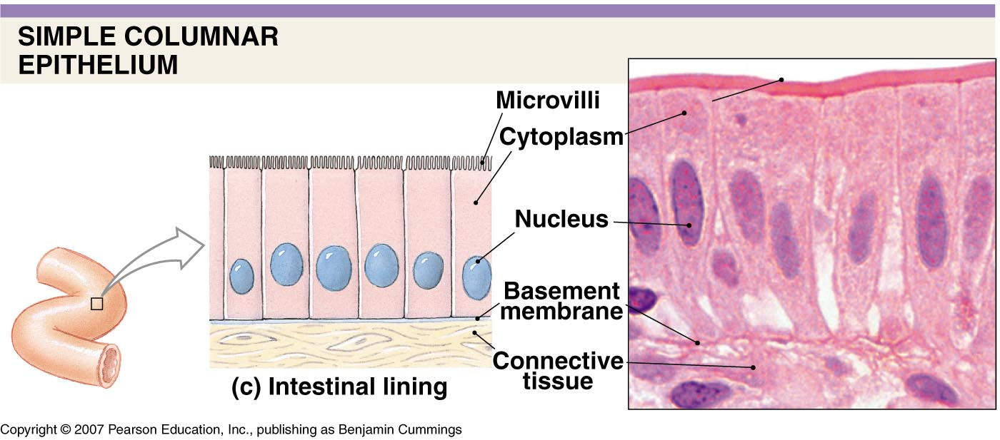 SIMPLE COLUMNAR
EPITHELIUM
Microvilli
Cytoplasm
Nucleus
Basement
membrane
Connective
tissue
(c) Intestinal lining
Copyright © 2007 Pearson Education, Inc., publishing as Benjamin Cummings